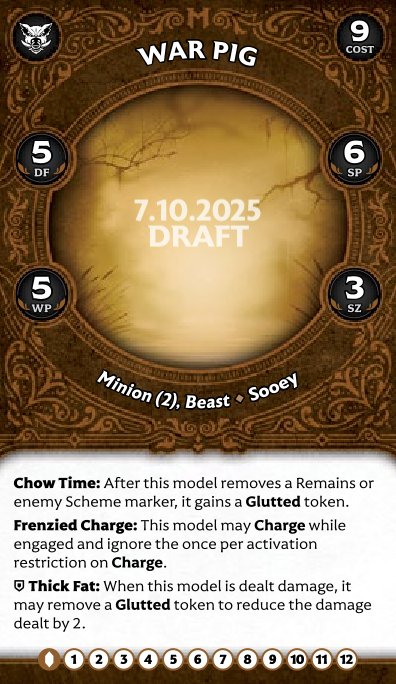 WAR PIG
9
COST
5
DF
6
SP
7.10.2025
DRAFT
5
WP
3
SZ
Minion (2), Beast ♦ Sooey
Chow Time: After this model removes a Remains or
enemy Scheme marker, it gains a Glutted token.
Frenzied Charge: This model may Charge while
engaged and ignore the once per activation
restriction on Charge.
Thick Fat: When this model is dealt damage, it
may remove a Glutted token to reduce the damage
dealt by 2.
1 2 3 4 5 6 7 8 9 10 11 12